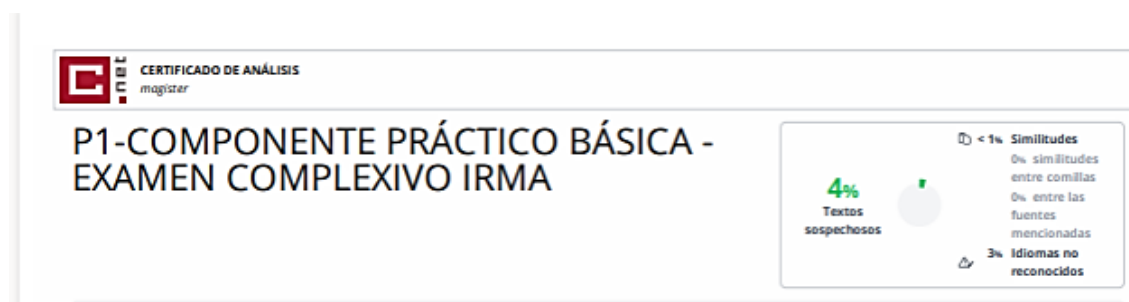 C
.net
CERTIFICADO DE ANÁLISIS
magister
P1-COMPONENTE PRÁCTICO BÁSICA -
EXAMEN COMPLEXIVO IRMA
4%
Textos
sospechosos
< 1% Similitudes
0% similitudes
entre comillas
0% entre las
fuentes
mencionadas
3% Idiomas no
reconocidos